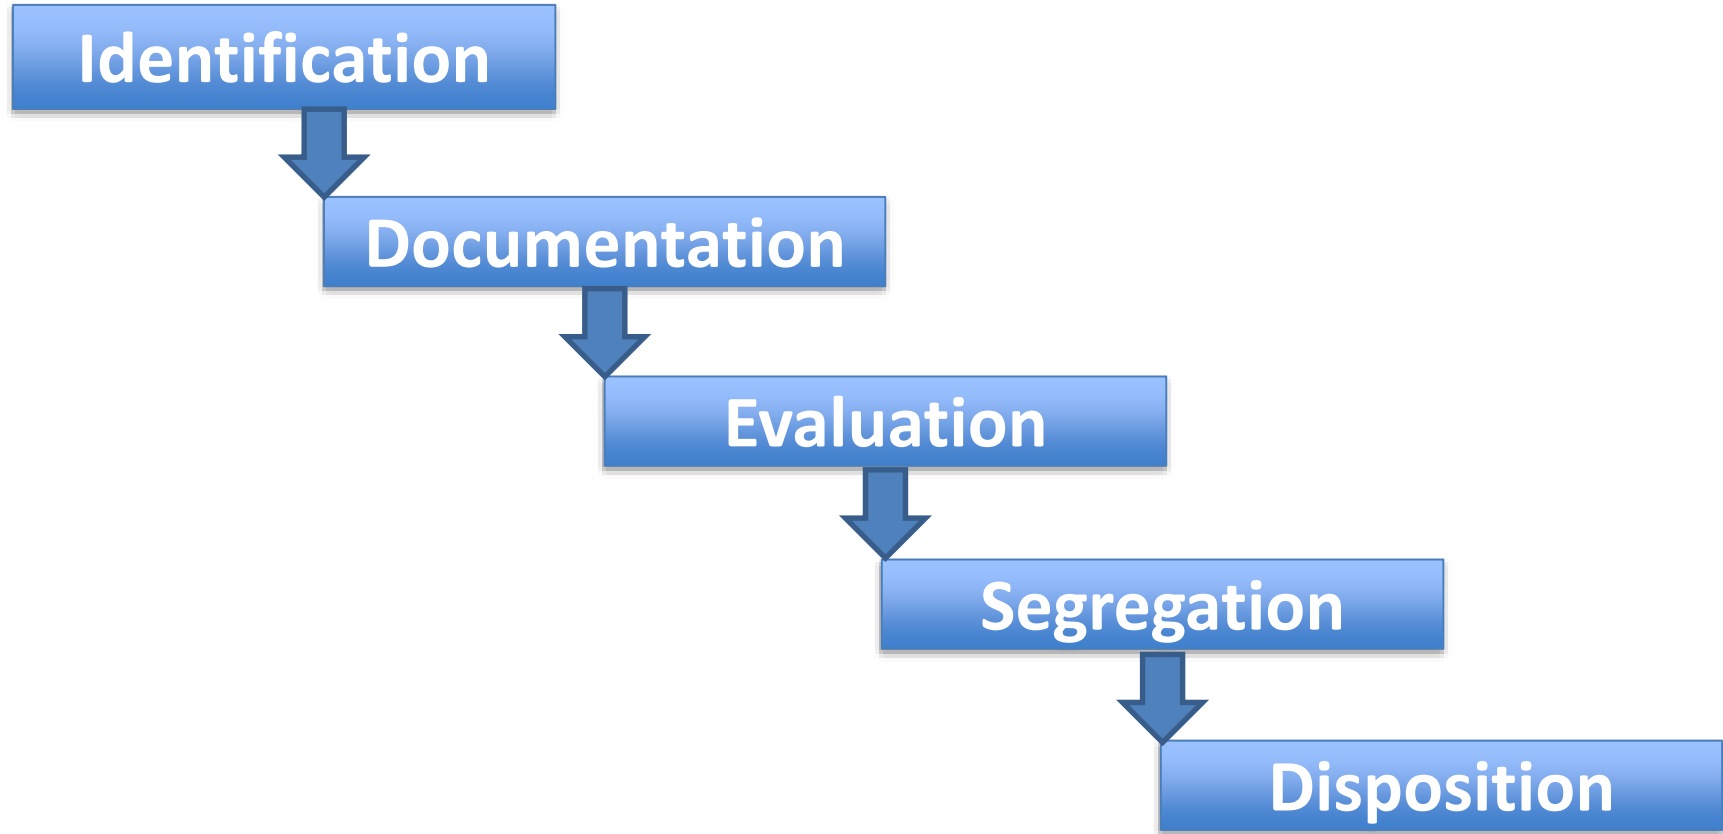 Identification
Documentation
Evaluation
Segregation
Disposition